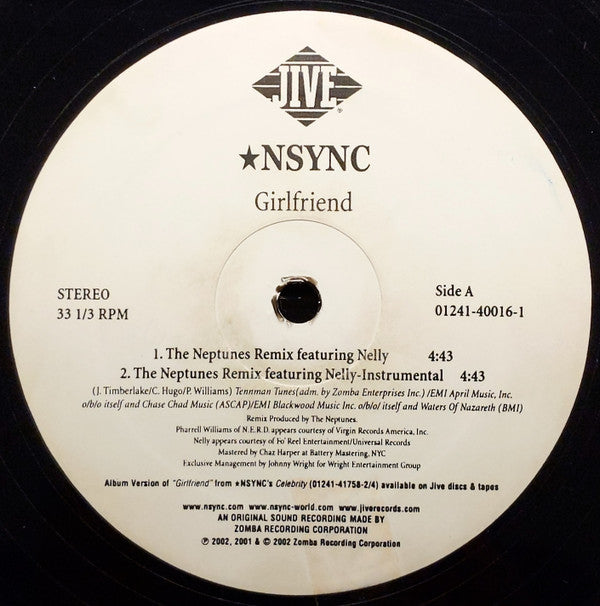 JIVE
★NSYNC
Girlfriend
STEREO
33 1/3 RPM
Side A
01241-40016-1
1. The Neptunes Remix featuring Nelly 4:43
2. The Neptunes Remix featuring Nelly-Instrumental 4:43
(J. Timberlake/C. Hugo/P. Williams) Tennman Tunes(adm. by Zomba Enterprises Inc.) /EMI April Music, Inc.
o/b/o itself and Chase Chad Music (ASCAP)/EMI Blackwood Music Inc. o/b/o/ itself and Waters Of Nazareth (BMI)
Remix Produced by The Neptunes.
Pharrell Williams of N.E.R.D. appears courtesy of Virgin Records America, Inc.
Nelly appears courtesy of Fo' Reel Entertainment/Universal Records
Mastered by Chaz Harper at Battery Mastering, NYC
Exclusive Management by Johnny Wright for Wright Entertainment Group
Album Version of "Girlfriend" from ★NSYNC's Celebrity (01241-41758-2/4) available on Jive discs & tapes
www.nsync.com www.nsync-world.com www.jiverecords.com
AN ORIGINAL SOUND RECORDING MADE BY
ZOMBA RECORDING CORPORATION
℗ 2002, 2001 & © 2002 Zomba Recording Corporation